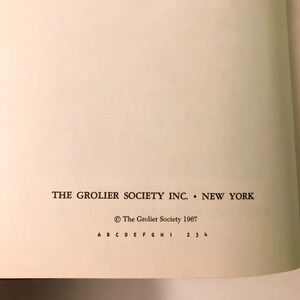 THE GROLIER SOCIETY INC. • NEW YORK
© The Grolier Society 1967
A B C D E F G H I 2 3 4